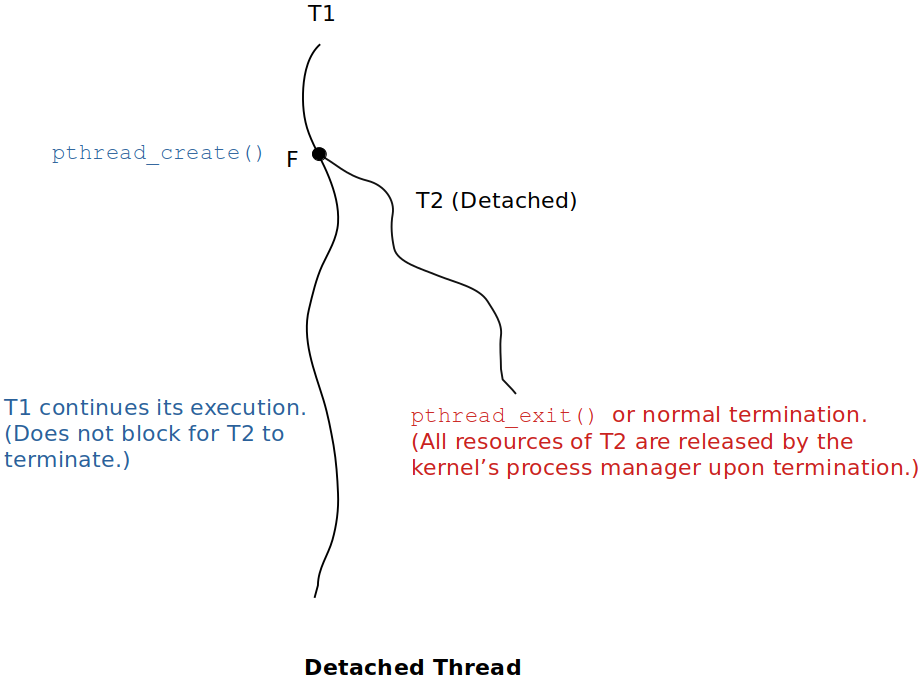 T1
pthread_create()
F
T2 (Detached)
T1 continues its execution.
(Does not block for T2 to
terminate.)
pthread_exit() or normal termination.
(All resources of T2 are released by the
kernel’s process manager upon termination.)
Detached Thread